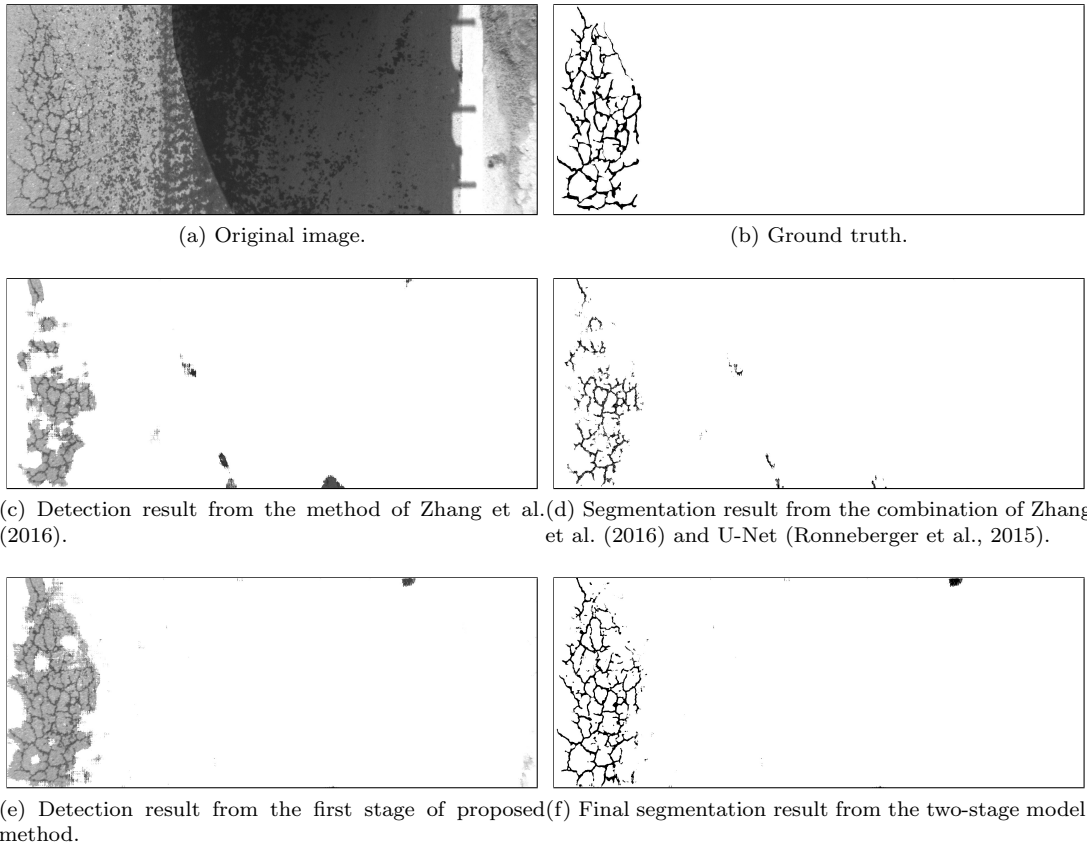 (a) Original image.
(b) Ground truth.
(c) Detection result from the method of Zhang et al.
(2016).
(d) Segmentation result from the combination of Zhang
et al. (2016) and U-Net (Ronneberger et al., 2015).
(e) Detection result from the first stage of proposed
method.
(f) Final segmentation result from the two-stage model